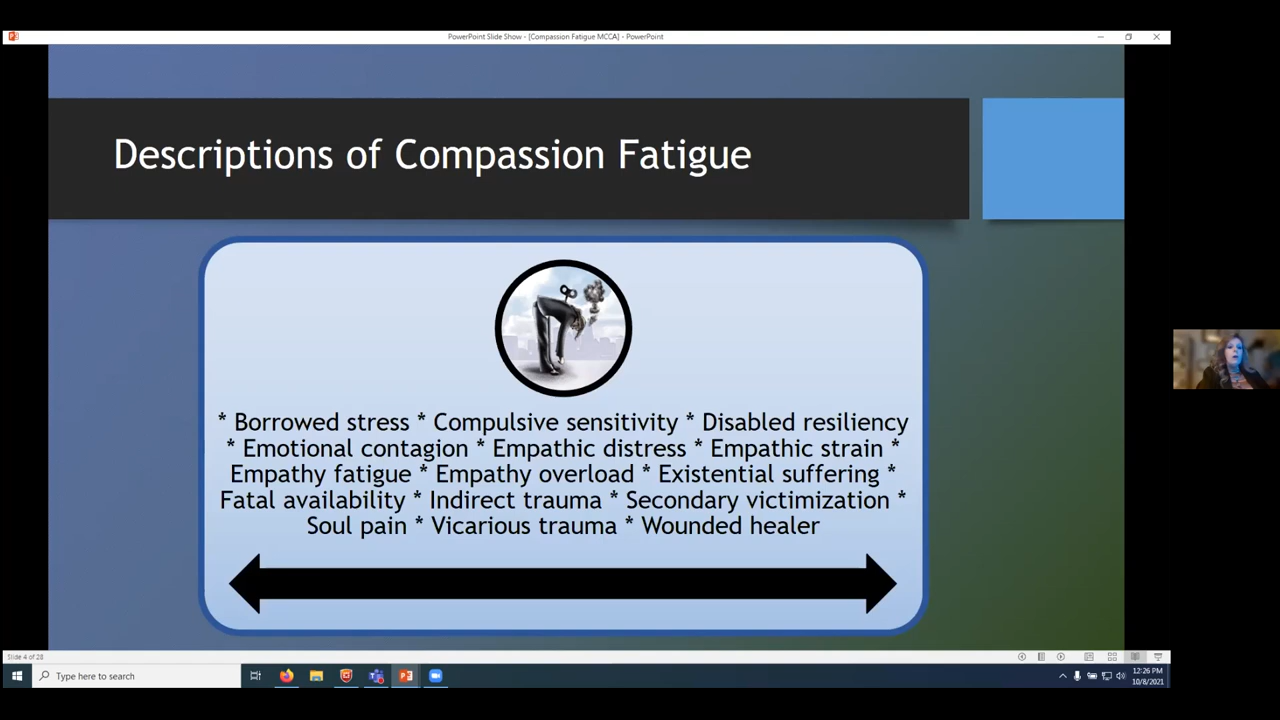 PowerPoint Slide Show - [Compassion Fatigue MCCA] - PowerPoint
Descriptions of Compassion Fatigue
* Borrowed stress * Compulsive sensitivity * Disabled resiliency
* Emotional contagion * Empathic distress * Empathic strain *
Empathy fatigue * Empathy overload * Existential suffering *
Fatal availability * Indirect trauma * Secondary victimization *
Soul pain * Vicarious trauma * Wounded healer
Slide 4 of 28
Type here to search
12:26 PM
10/8/2021